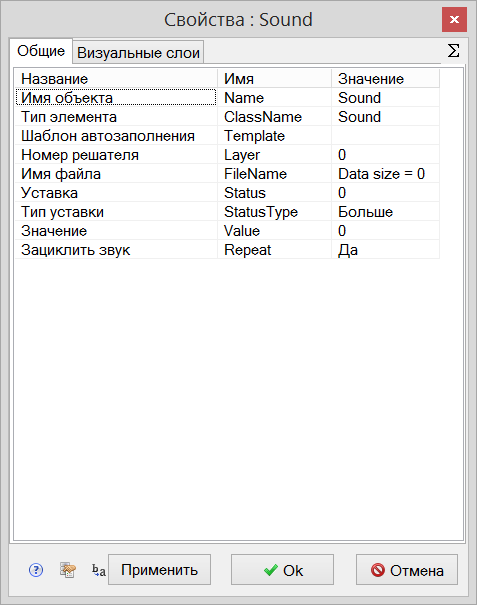 Свойства : Sound
Общие Визуальные слои Σ
Название Имя Значение
Имя объекта Name Sound
Тип элемента ClassName Sound
Шаблон автозаполнения Template
Номер решателя Layer 0
Имя файла FileName Data size = 0
Уставка Status 0
Тип уставки StatusType Больше
Значение Value 0
Зациклить звук Repeat Да
? b a Применить Ok Отмена